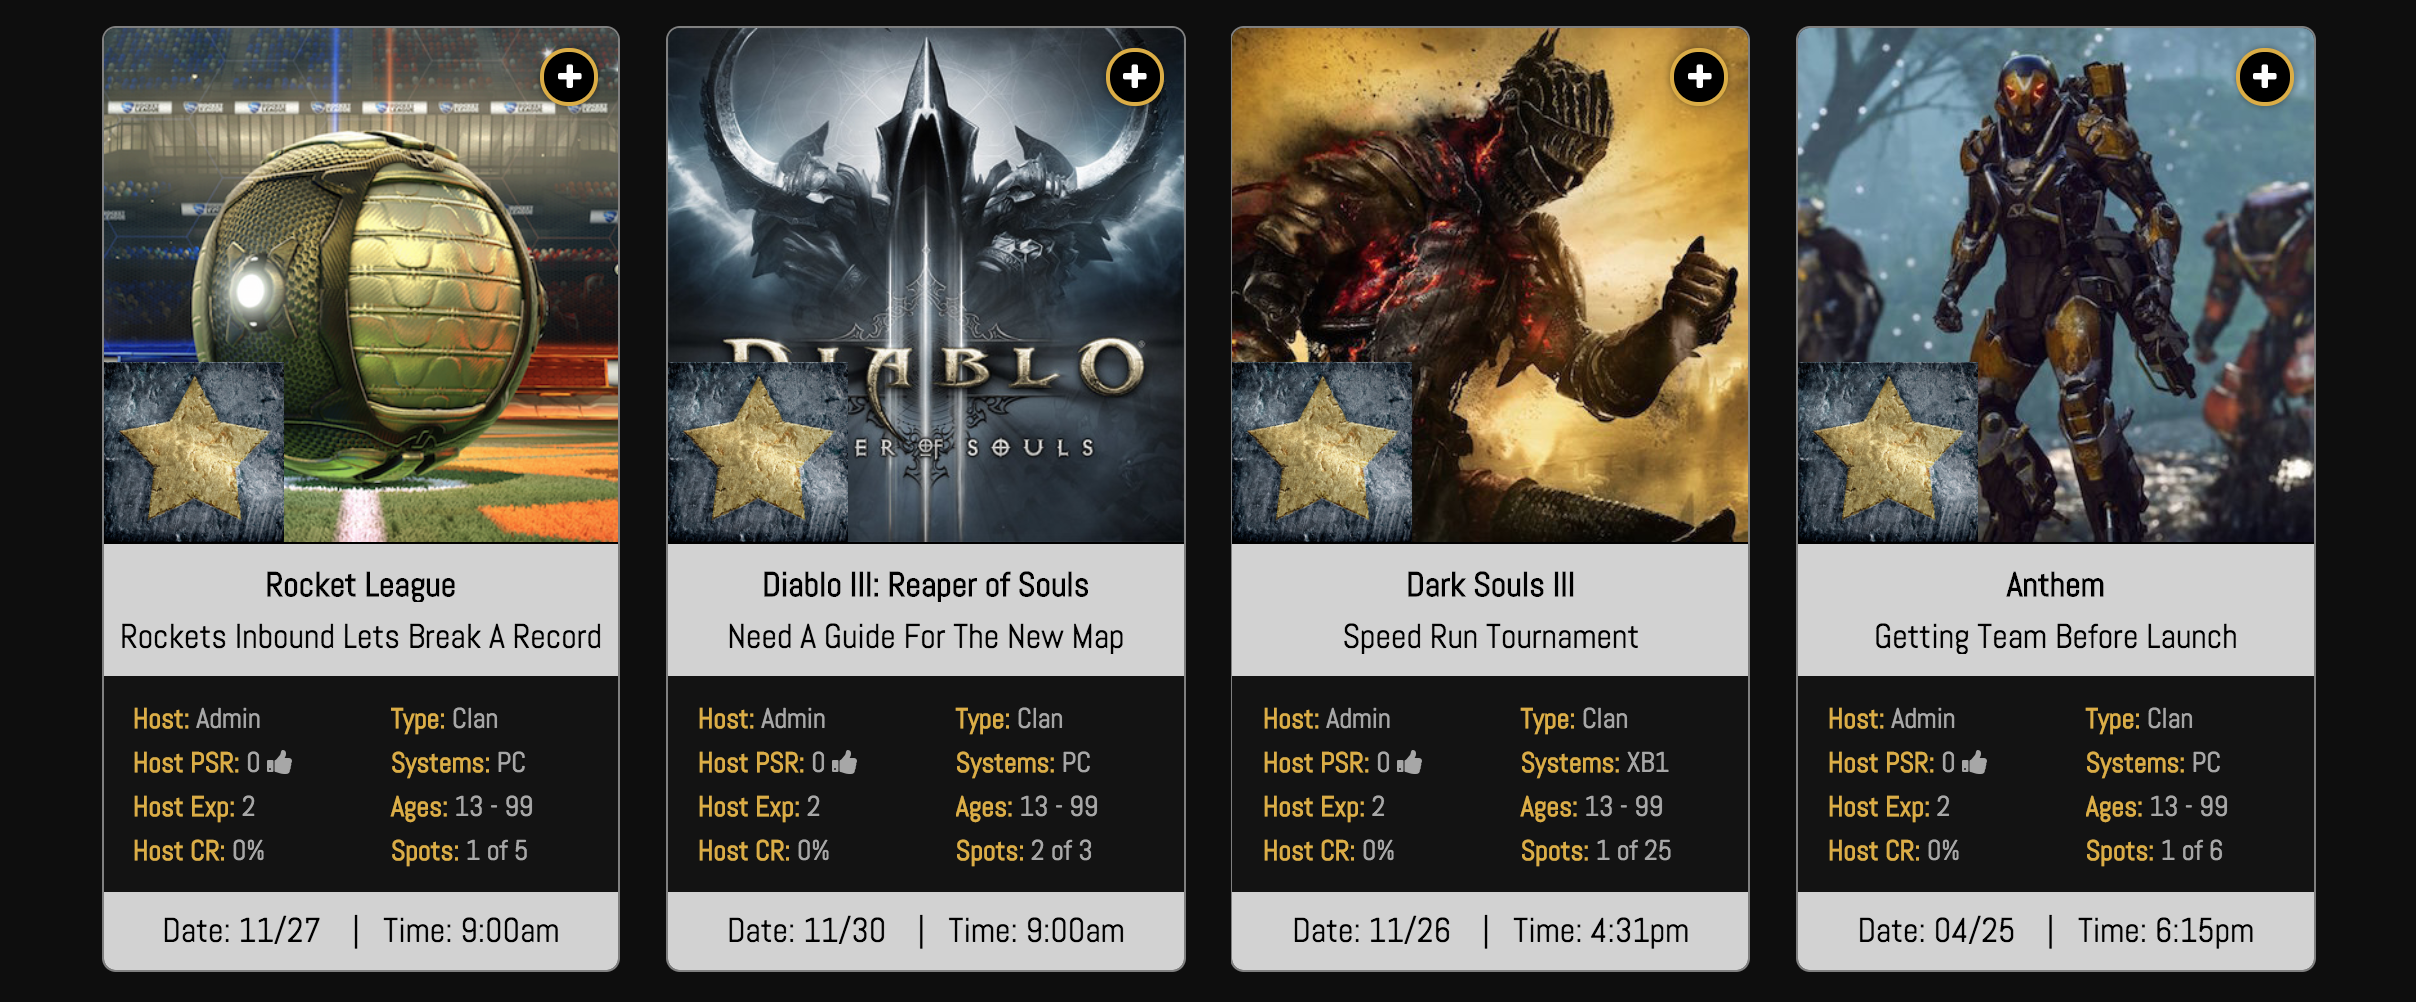 DIABLO
ER OF SOULS
Rocket League
Rockets Inbound Lets Break A Record
Host: Admin
Type: Clan
Host PSR: 0
Systems: PC
Host Exp: 2
Ages: 13 - 99
Host CR: 0%
Spots: 1 of 5
Date: 11/27 | Time: 9:00am
Diablo III: Reaper of Souls
Need A Guide For The New Map
Host: Admin
Type: Clan
Host PSR: 0
Systems: PC
Host Exp: 2
Ages: 13 - 99
Host CR: 0%
Spots: 2 of 3
Date: 11/30 | Time: 9:00am
Dark Souls III
Speed Run Tournament
Host: Admin
Type: Clan
Host PSR: 0
Systems: XB1
Host Exp: 2
Ages: 13 - 99
Host CR: 0%
Spots: 1 of 25
Date: 11/26 | Time: 4:31pm
Anthem
Getting Team Before Launch
Host: Admin
Type: Clan
Host PSR: 0
Systems: PC
Host Exp: 2
Ages: 13 - 99
Host CR: 0%
Spots: 1 of 6
Date: 04/25 | Time: 6:15pm